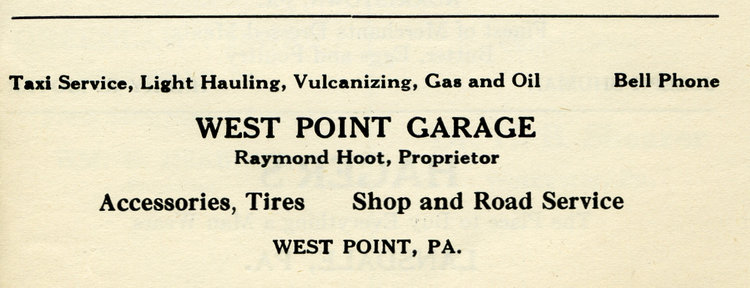 Taxi Service, Light Hauling, Vulcanizing, Gas and Oil Bell Phone
WEST POINT GARAGE
Raymond Hoot, Proprietor
Accessories, Tires Shop and Road Service
WEST POINT, PA.